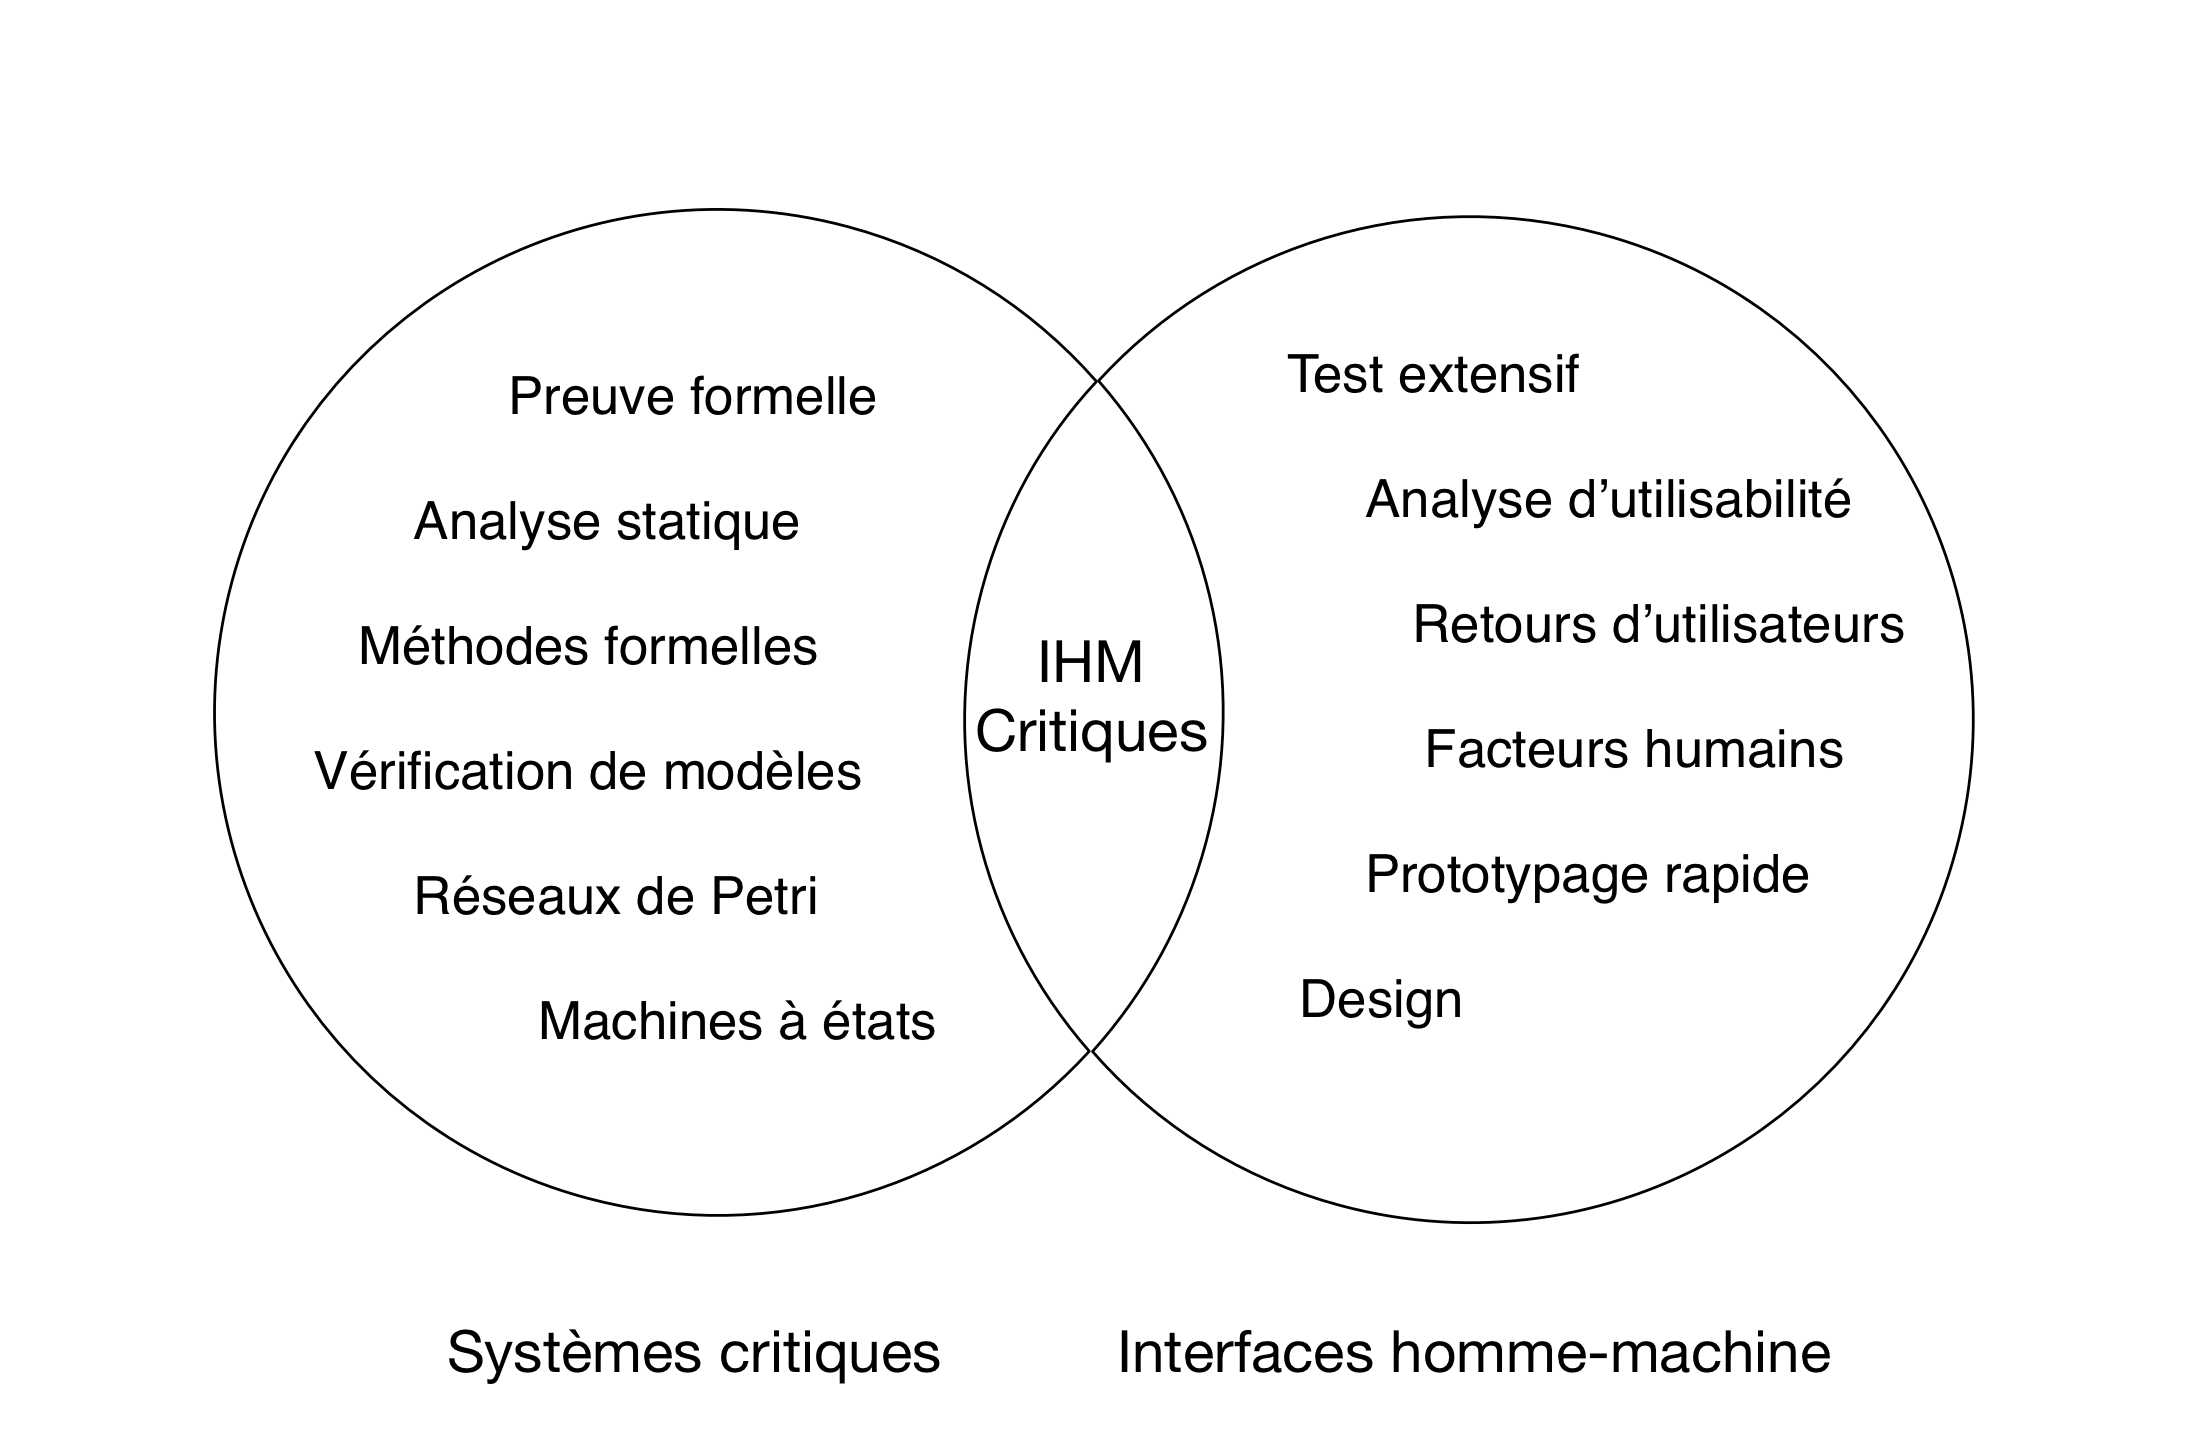 Preuve formelle
Analyse statique
Méthodes formelles
Vérification de modèles
Réseaux de Petri
Machines à états
IHM
Critiques
Test extensif
Analyse d’utilisabilité
Retours d’utilisateurs
Facteurs humains
Prototypage rapide
Design
Systèmes critiques
Interfaces homme-machine